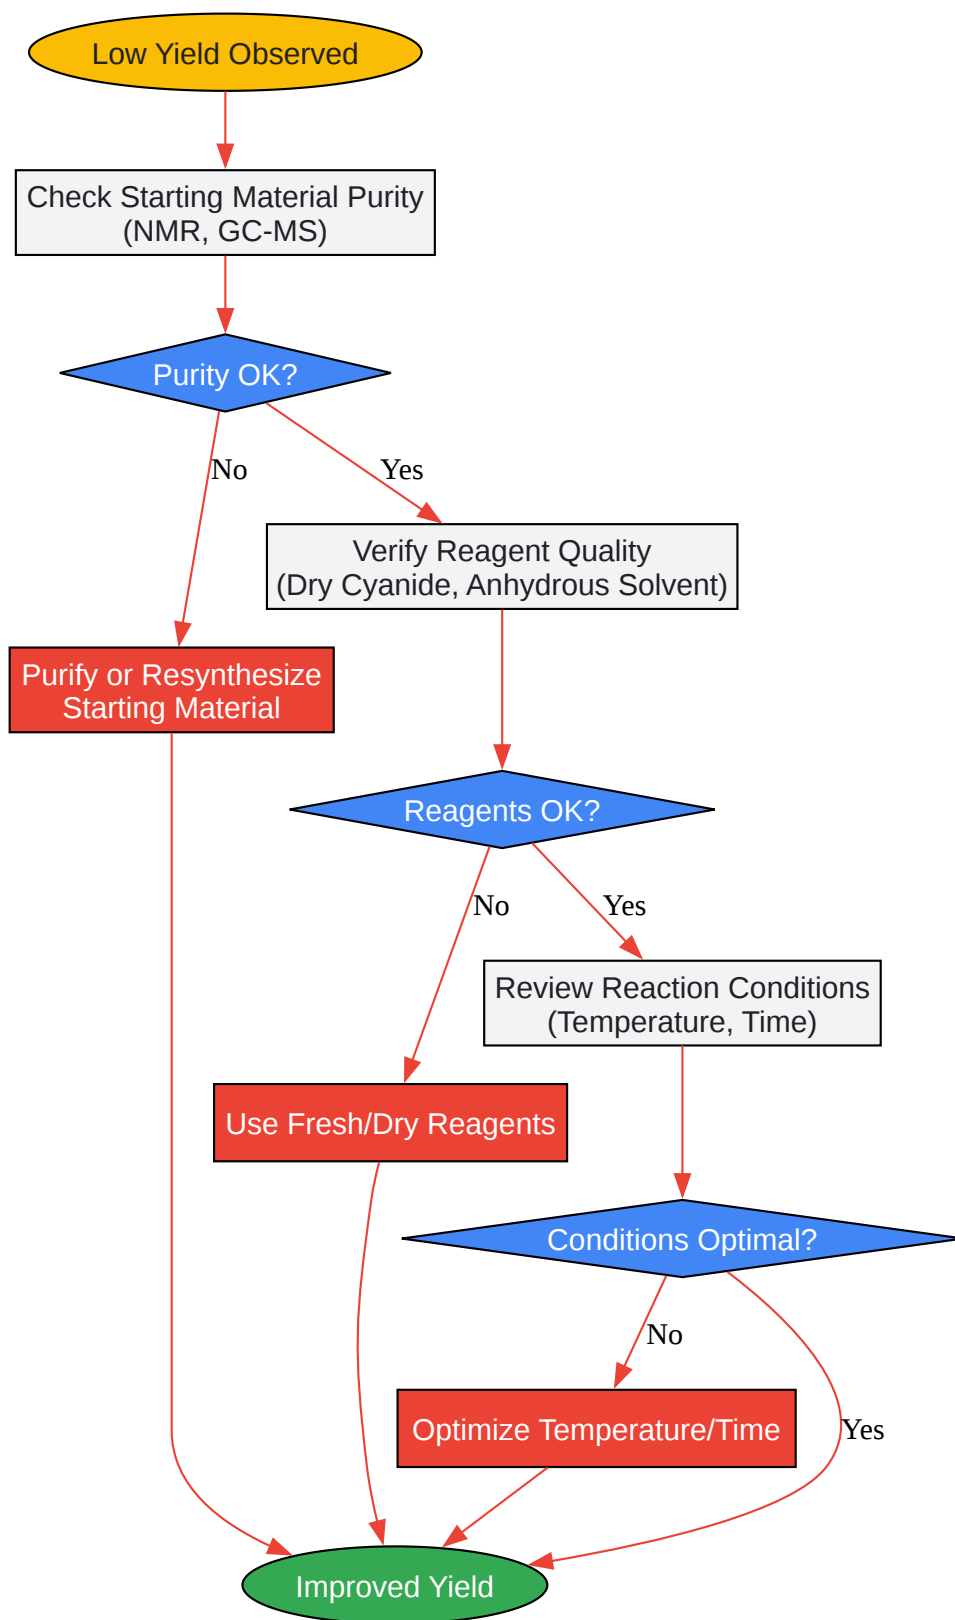 Low Yield Observed
Check Starting Material Purity
(NMR, GC-MS)
Purity OK?
No
Yes
Verify Reagent Quality
(Dry Cyanide, Anhydrous Solvent)
Purify or Resynthesize
Starting Material
Reagents OK?
No
Yes
Review Reaction Conditions
(Temperature, Time)
Use Fresh/Dry Reagents
Conditions Optimal?
No
Optimize Temperature/Time
Yes
Improved Yield